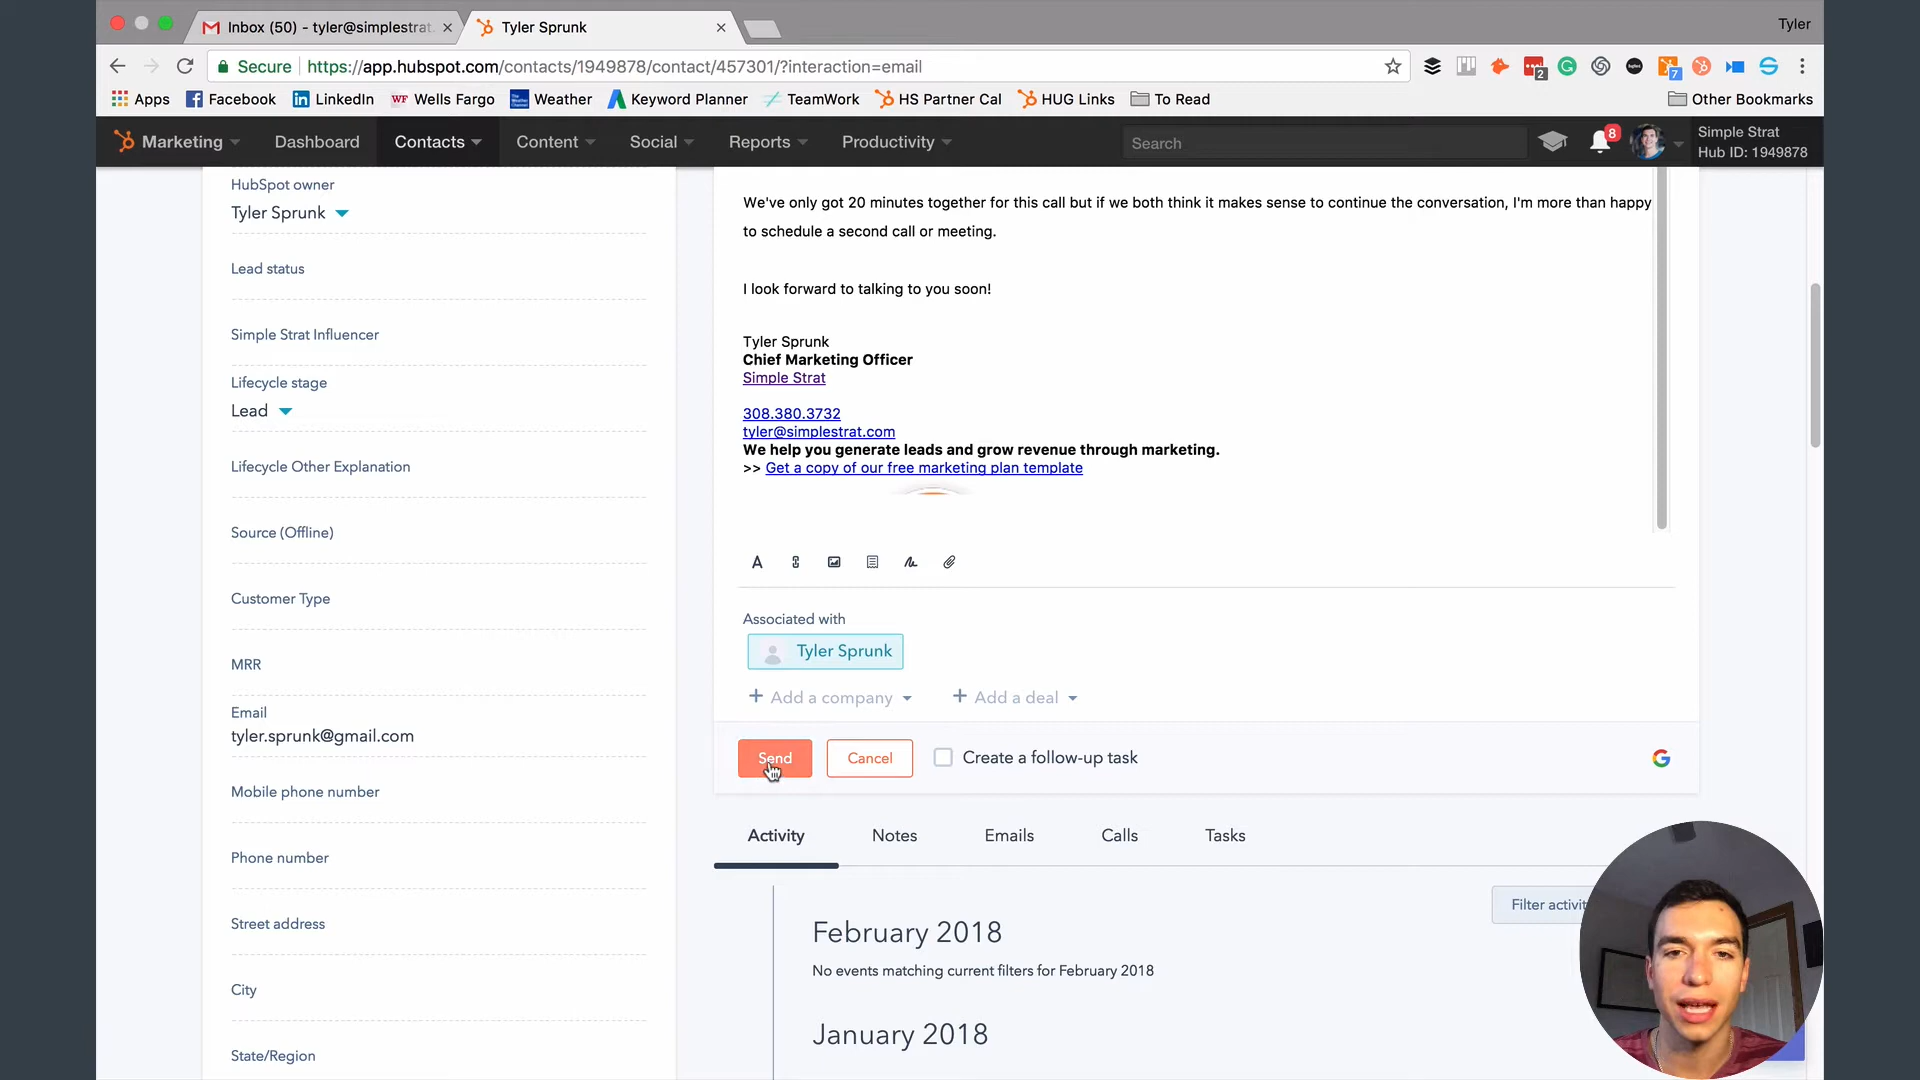 Inbox (50) - tyler@simplestrat.
Tyler Sprunk
Tyler
Secure
https://app.hubspot.com/contacts/1949878/contact/457301/?interaction=email
2
7
Apps
Facebook
LinkedIn
WF Wells Fargo
Weather
Keyword Planner
TeamWork
HS Partner Cal
HUG Links
To Read
Other Bookmarks
Marketing
Dashboard
Contacts
Content
Social
Reports
Productivity
Search
8
Simple Strat
Hub ID: 1949878
HubSpot owner
Tyler Sprunk
Lead status
Simple Strat Influencer
Lifecycle stage
Lead
Lifecycle Other Explanation
Source (Offline)
Customer Type
MRR
Email
tyler.sprunk@gmail.com
Mobile phone number
Phone number
Street address
City
State/Region
We've only got 20 minutes together for this call but if we both think it makes sense to continue the conversation, I'm more than happy
to schedule a second call or meeting.
I look forward to talking to you soon!
Tyler Sprunk
Chief Marketing Officer
Simple Strat
308.380.3732
tyler@simplestrat.com
We help you generate leads and grow revenue through marketing.
>> Get a copy of our free marketing plan template
Associated with
Tyler Sprunk
+ Add a company
+ Add a deal
Send
Cancel
Create a follow-up task
Activity
Notes
Emails
Calls
Tasks
Filter activit
February 2018
No events matching current filters for February 2018
January 2018